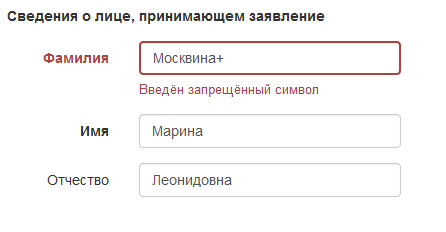 Сведения о лице, принимающем заявление
Фамилия Москвина+
Введён запрещённый символ
Имя Марина
Отчество Леонидовна